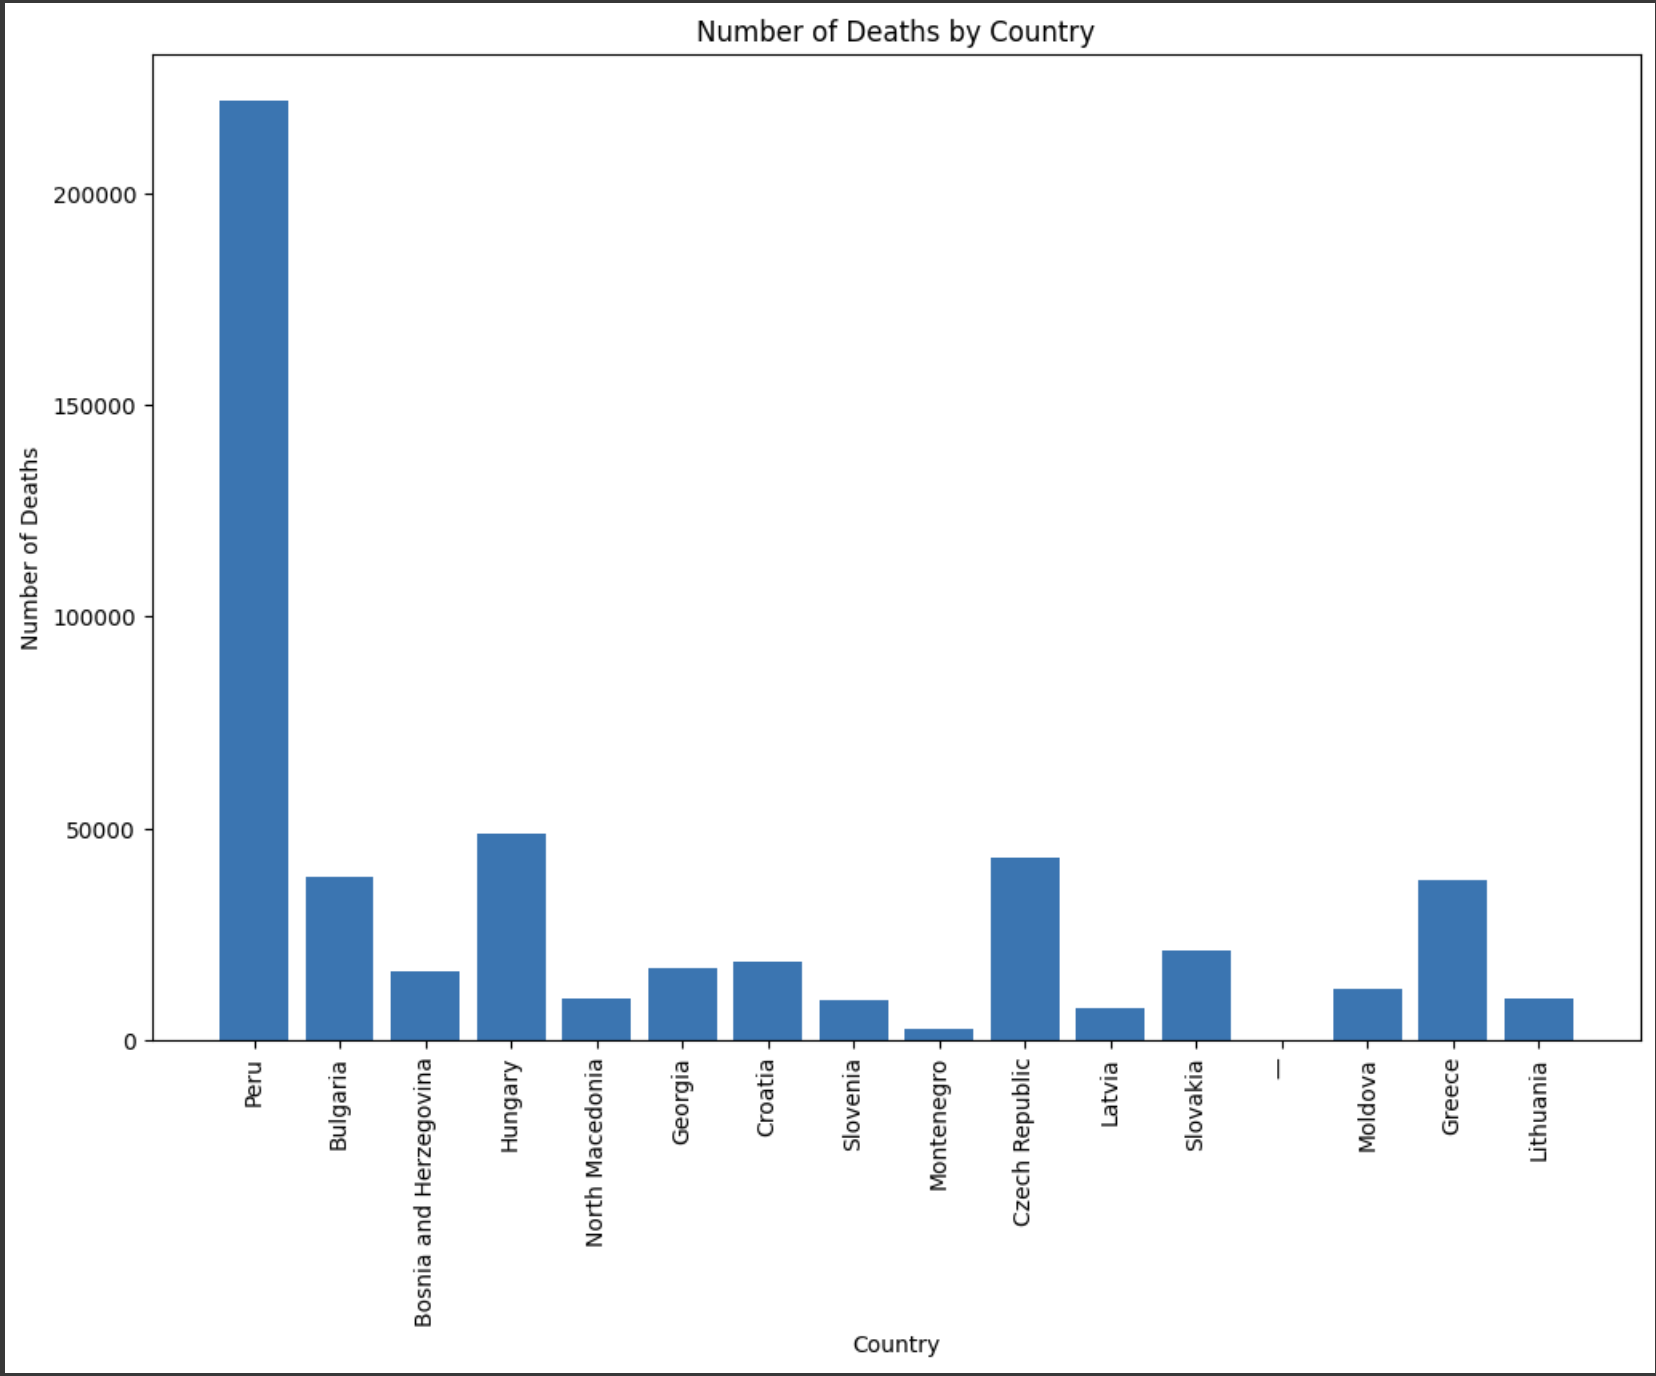 Number of Deaths by Country
Number of Deaths
200000
150000
100000
50000
0
Peru
Bulgaria
Bosnia and Herzegovina
Hungary
North Macedonia
Georgia
Croatia
Slovenia
Montenegro
Czech Republic
Latvia
Slovakia
—
Moldova
Greece
Lithuania
Country